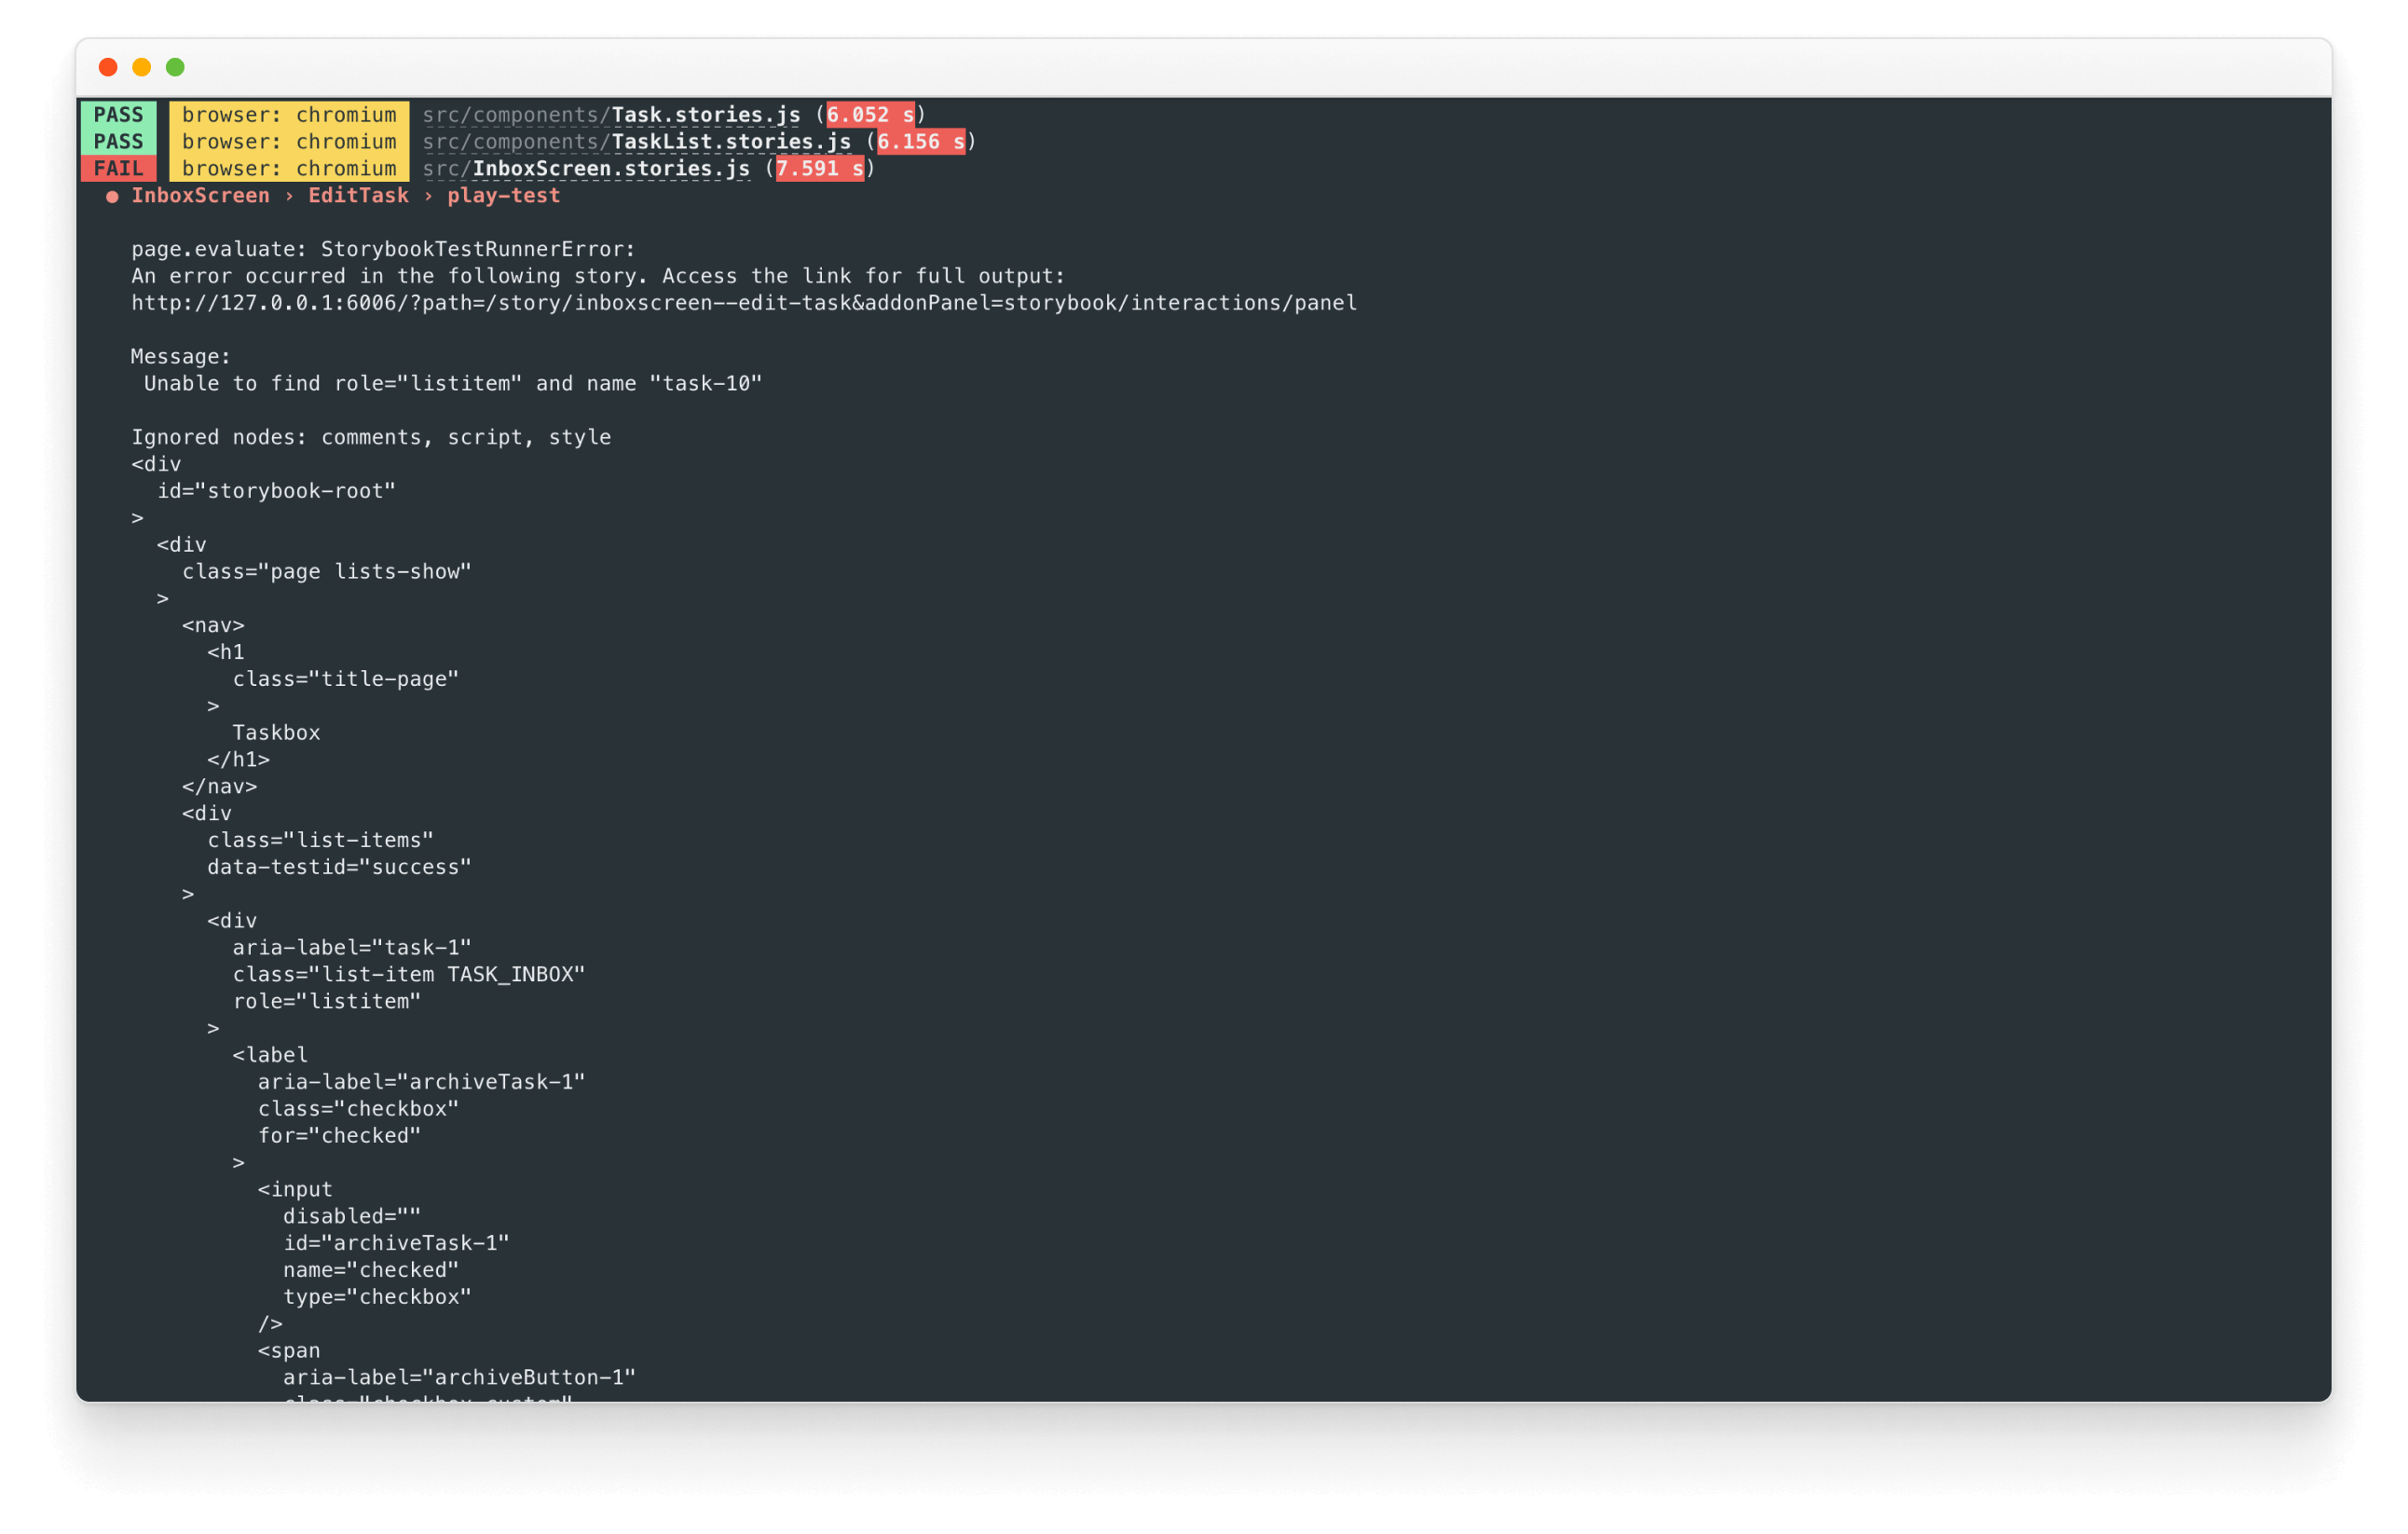 PASS browser: chromium src/components/Task.stories.js (6.052 s)
PASS browser: chromium src/components/TaskList.stories.js (6.156 s)
FAIL browser: chromium src/InboxScreen.stories.js (7.591 s)
● InboxScreen › EditTask › play-test
page.evaluate: StorybookTestRunnerError:
An error occurred in the following story. Access the link for full output:
http://127.0.0.1:6006/?path=/story/inboxscreen--edit-task&addonPanel=storybook/interactions/panel
Message:
Unable to find role="listitem" and name "task-10"
Ignored nodes: comments, script, style
<div
id="storybook-root"
>
<div
class="page lists-show"
>
<nav>
<h1
class="title-page"
>
Taskbox
</h1>
</nav>
<div
class="list-items"
data-testid="success"
>
<div
aria-label="task-1"
class="list-item TASK_INBOX"
role="listitem"
>
<label
aria-label="archiveTask-1"
class="checkbox"
for="checked"
>
<input
disabled=""
id="archiveTask-1"
name="checked"
type="checkbox"
/>
<span
aria-label="archiveButton-1"
class="checkbox-custom"